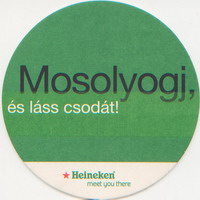 Mosolyogj,
és láss csodát!
Heineken
meet you there